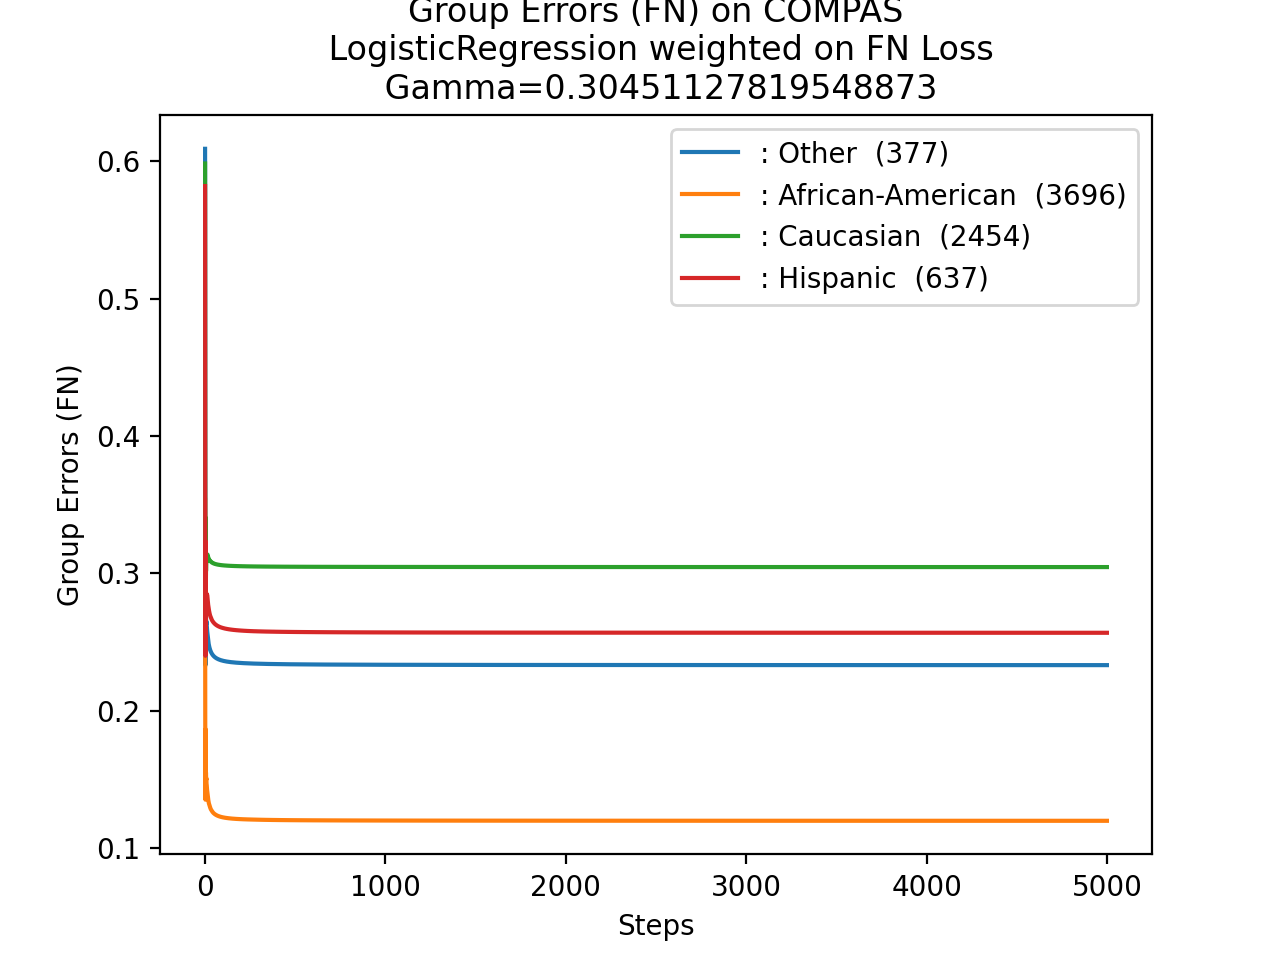 Group Errors (FN) on COMPAS
LogisticRegression weighted on FN Loss
Gamma=0.30451127819548873
: Other (377)
: African-American (3696)
: Caucasian (2454)
: Hispanic (637)
Group Errors (FN)
0.6
0.5
0.4
0.3
0.2
0.1
0 1000 2000 3000 4000 5000
Steps